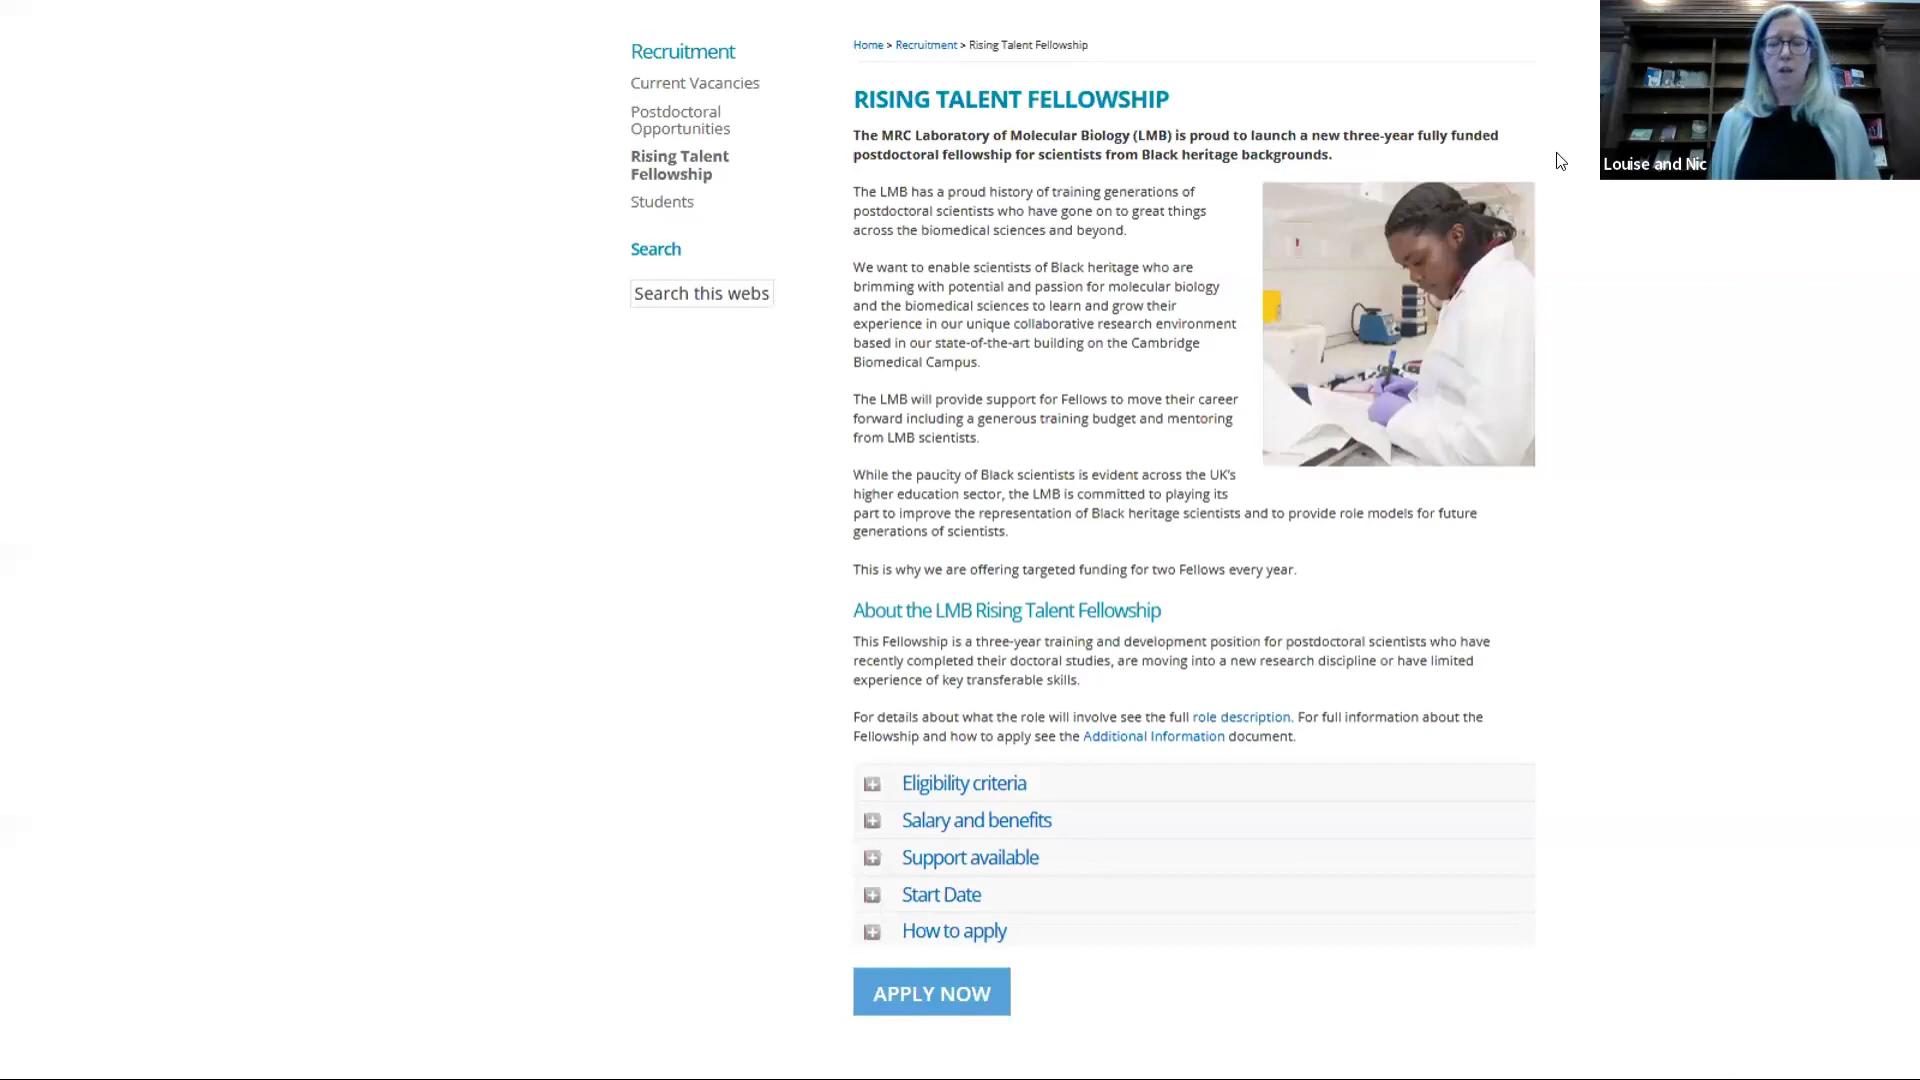 Recruitment
Current Vacancies
Postdoctoral
Opportunities
Rising Talent
Fellowship
Students
Search
Search this webs
Home > Recruitment > Rising Talent Fellowship
RISING TALENT FELLOWSHIP
The MRC Laboratory of Molecular Biology (LMB) is proud to launch a new three-year fully funded
postdoctoral fellowship for scientists from Black heritage backgrounds.
The LMB has a proud history of training generations of
postdoctoral scientists who have gone on to great things
across the biomedical sciences and beyond.
We want to enable scientists of Black heritage who are
brimming with potential and passion for molecular biology
and the biomedical sciences to learn and grow their
experience in our unique collaborative research environment
based in our state-of-the-art building on the Cambridge
Biomedical Campus.
The LMB will provide support for Fellows to move their career
forward including a generous training budget and mentoring
from LMB scientists.
While the paucity of Black scientists is evident across the UK's
higher education sector, the LMB is committed to playing its
part to improve the representation of Black heritage scientists and to provide role models for future
generations of scientists.
This is why we are offering targeted funding for two Fellows every year.
About the LMB Rising Talent Fellowship
This Fellowship is a three-year training and development position for postdoctoral scientists who have
recently completed their doctoral studies, are moving into a new research discipline or have limited
experience of key transferable skills.
For details about what the role will involve see the full role description. For full information about the
Fellowship and how to apply see the Additional Information document.
Eligibility criteria
Salary and benefits
Support available
Start Date
How to apply
APPLY NOW
Louise and Nic